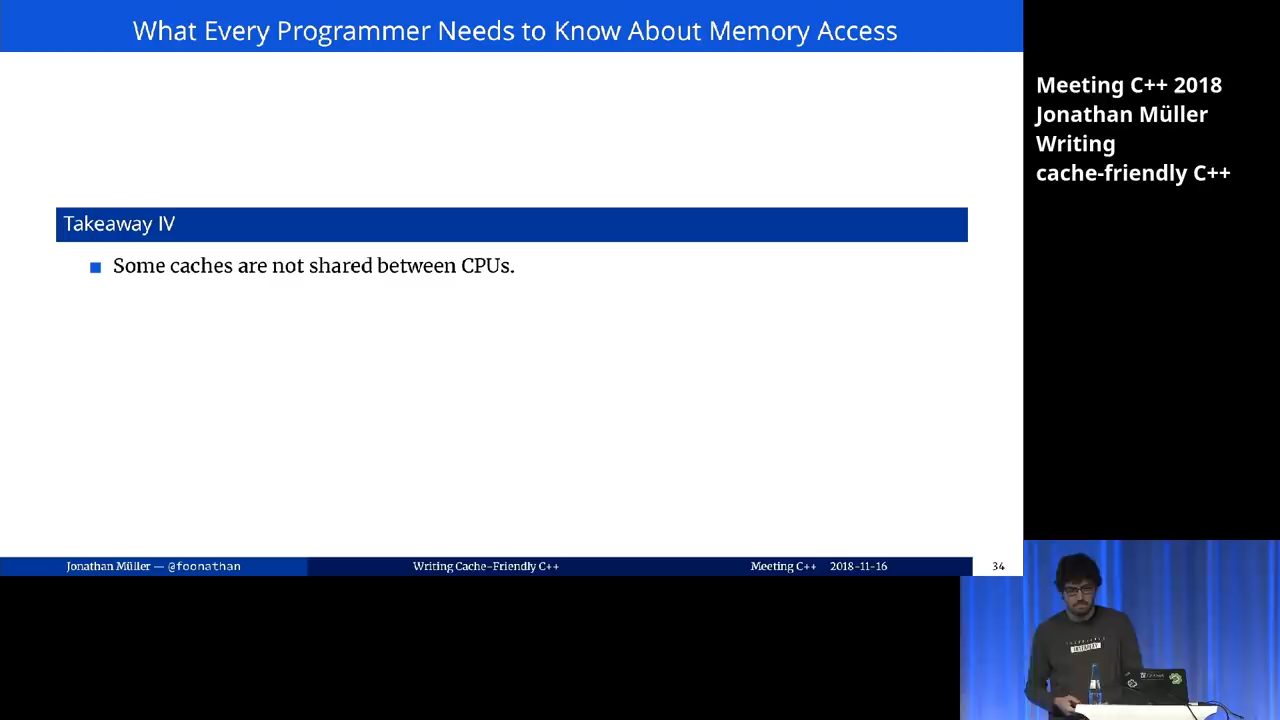 What Every Programmer Needs to Know About Memory Access
Meeting C++ 2018
Jonathan Müller
Writing
cache-friendly C++
Takeaway IV
Some caches are not shared between CPUs.
Jonathan Müller — @foonathan
Writing Cache-Friendly C++
Meeting C++ 2018-11-16
34